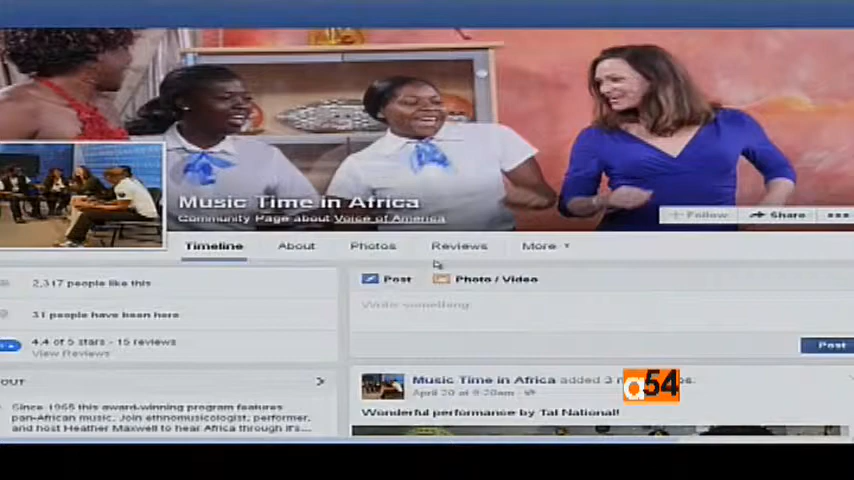 Music Time in Africa
Community Page about Voice of America
Follow
Share
Timeline
About
Photos
Reviews
More
2,317 people like this
Post
Photo / Video
31 people have been here
Write something
4.4 of 5 stars - 15 reviews
View Reviews
Post
OUT
Music Time in Africa added 3
a54
April 20 at 9:20am
Since 1965 this award-winning program features
pan-African music. Join ethnomusicologist, performer,
and host Heather Maxwell to hear Africa through it's...
Wonderful performance by Tal National!